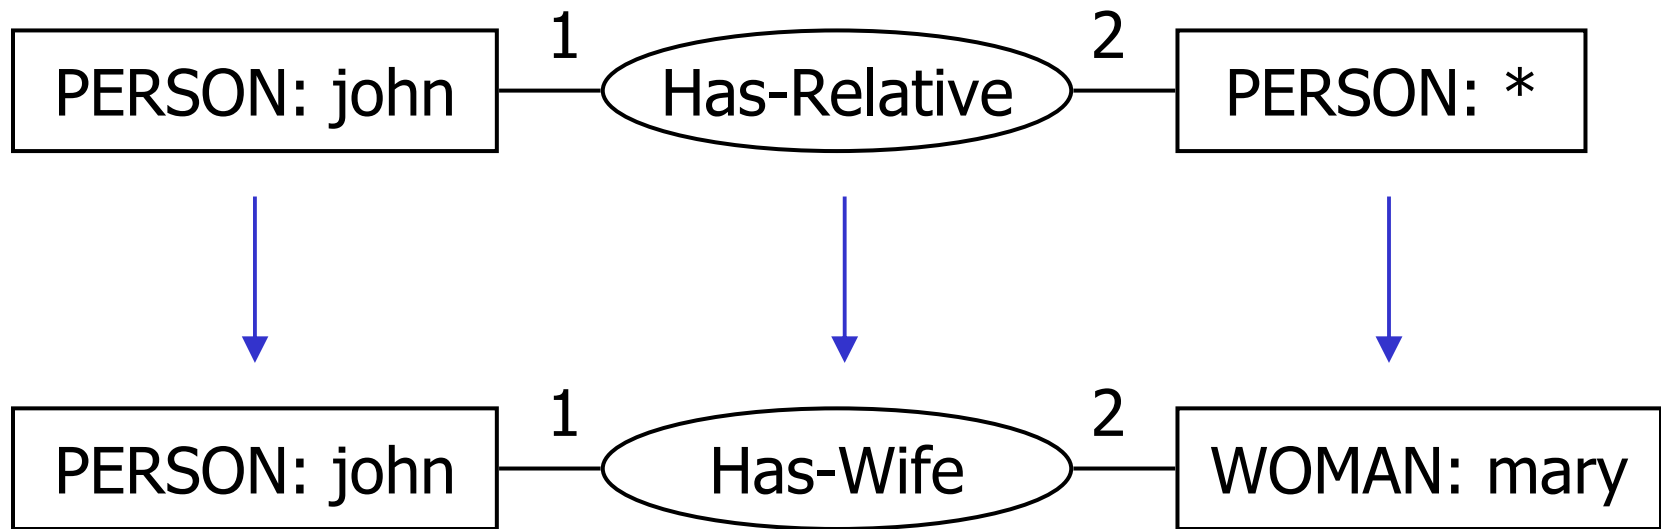 1 2
PERSON: john Has-Relative PERSON: *
1 2
PERSON: john Has-Wife WOMAN: mary